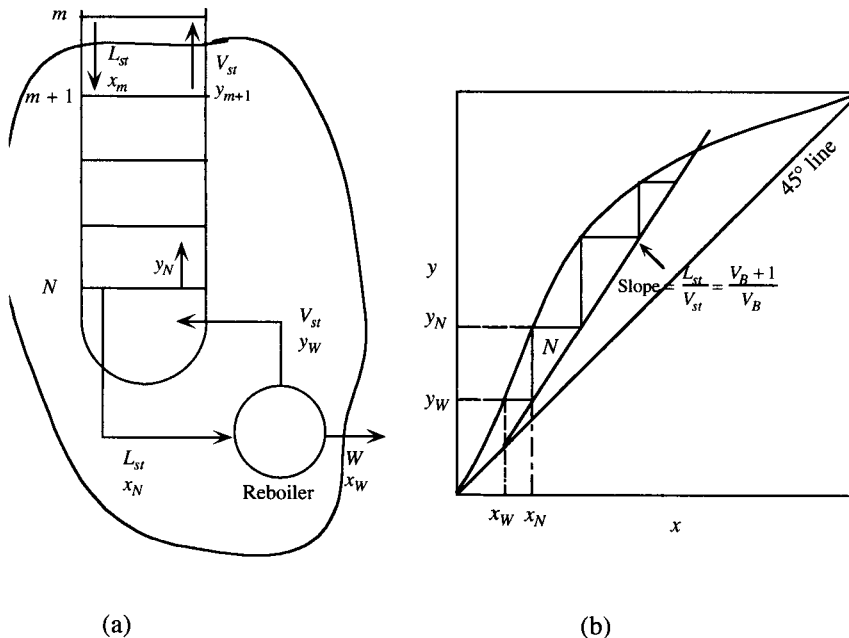 m
L_st
x_m
V_st
y_{m+1}
m + 1
y_N
N
V_st
y_W
L_st
x_N
Reboiler
W
x_W
(a)
45° line
y
Slope = L_st/V_st = V_B + 1/V_B
y_N
N
y_W
x_W
x_N
x
(b)